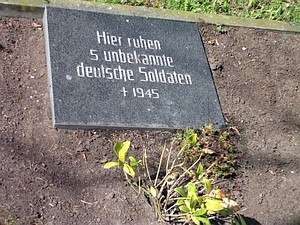 Hier ruhen
5 unbekannte
deutsche Soldaten
† 1945